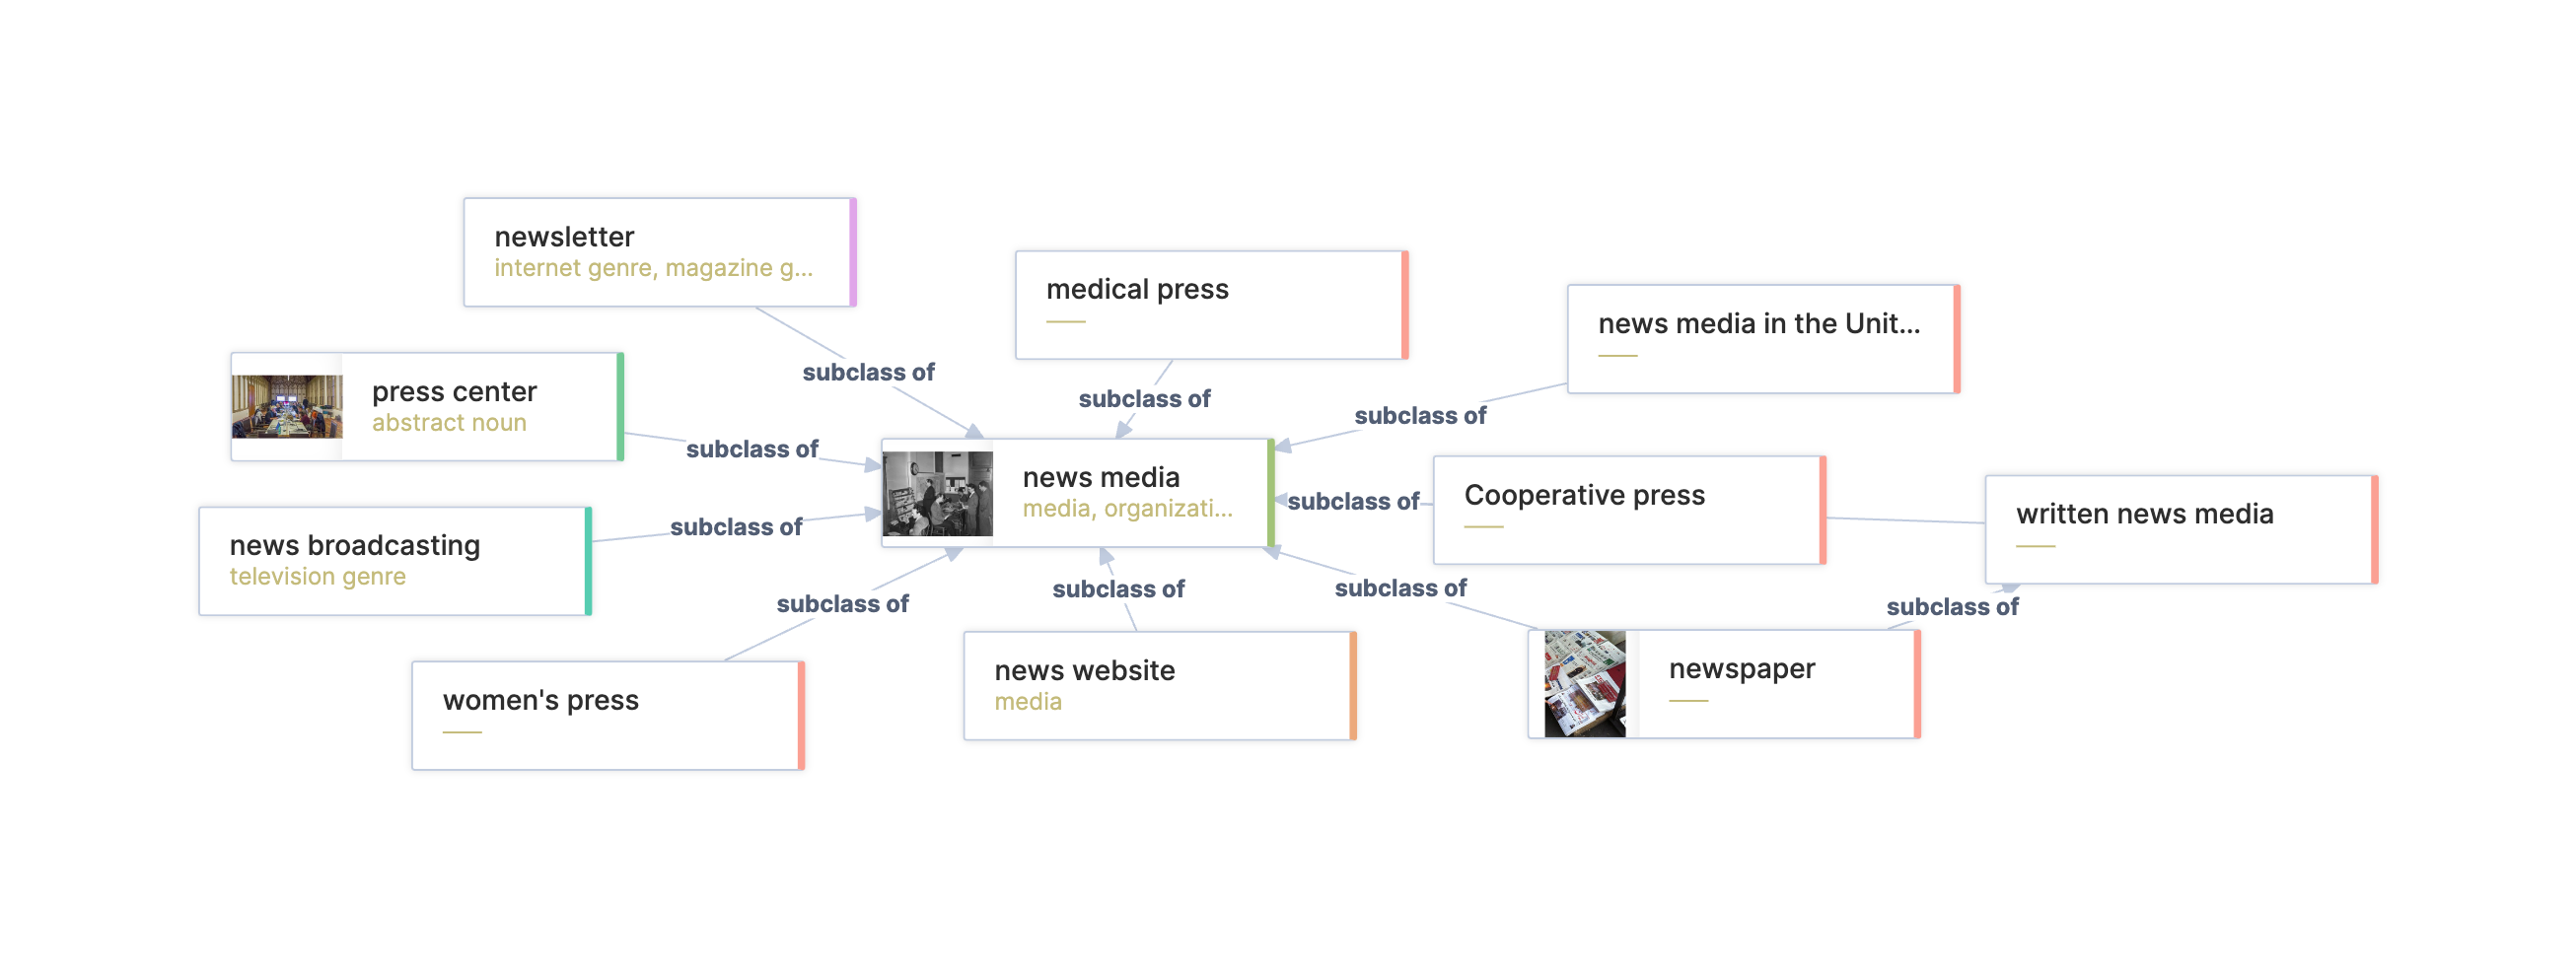 newsletter
internet genre, magazine g...
medical press
news media in the Unit...
subclass of
press center
abstract noun
subclass of
subclass of
subclass of
news media
media, organizati...
subclass of
Cooperative press
written news media
subclass of
news broadcasting
television genre
subclass of
subclass of
subclass of
subclass of
women's press
news website
media
newspaper